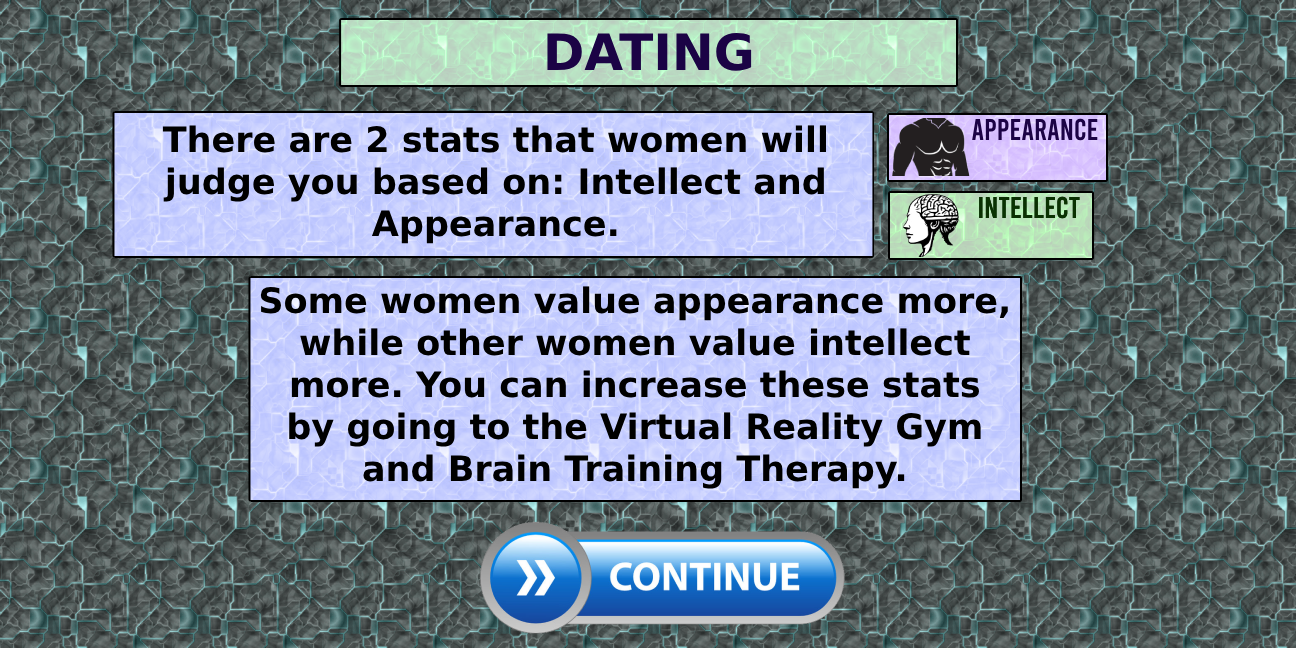 DATING
There are 2 stats that women will
judge you based on: Intellect and
Appearance.
APPEARANCE
INTELLECT
Some women value appearance more,
while other women value intellect
more. You can increase these stats
by going to the Virtual Reality Gym
and Brain Training Therapy.
CONTINUE